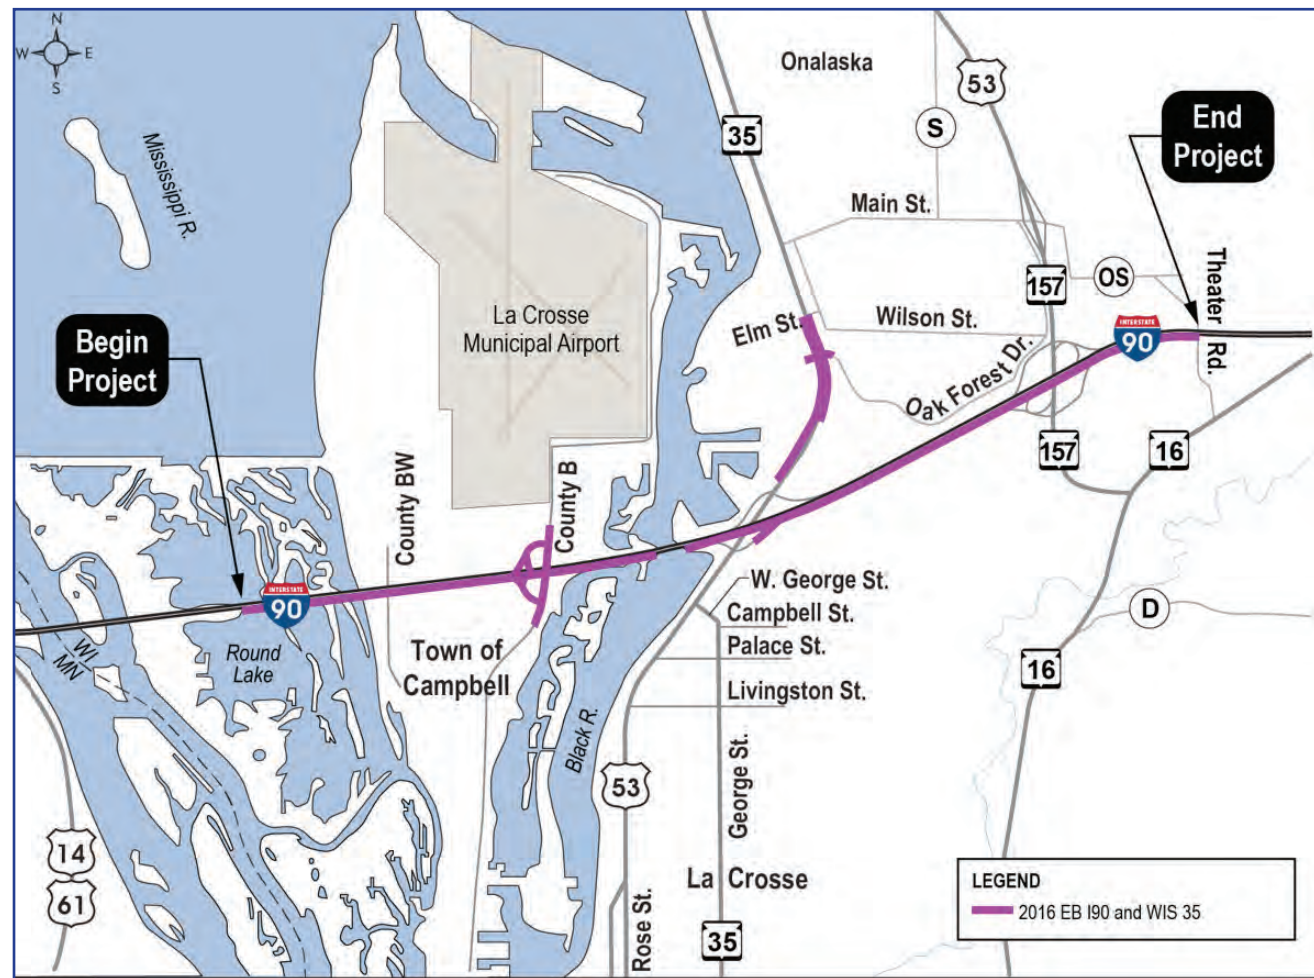 N
W
E
S
Mississippi R.
Onalaska
53
35
S
End
Project
Main St.
La Crosse
Municipal Airport
157
OS
Theater Rd.
Begin
Project
Elm St.
Wilson St.
INTERSTATE
90
Oak Forest Dr.
157
16
County BW
County B
INTERSTATE
90
W. George St.
Campbell St.
D
WI
MN
Round
Lake
Town of
Campbell
Palace St.
16
Livingston St.
Black R.
53
George St.
14
61
La Crosse
LEGEND
2016 EB I90 and WIS 35
Rose St.
35